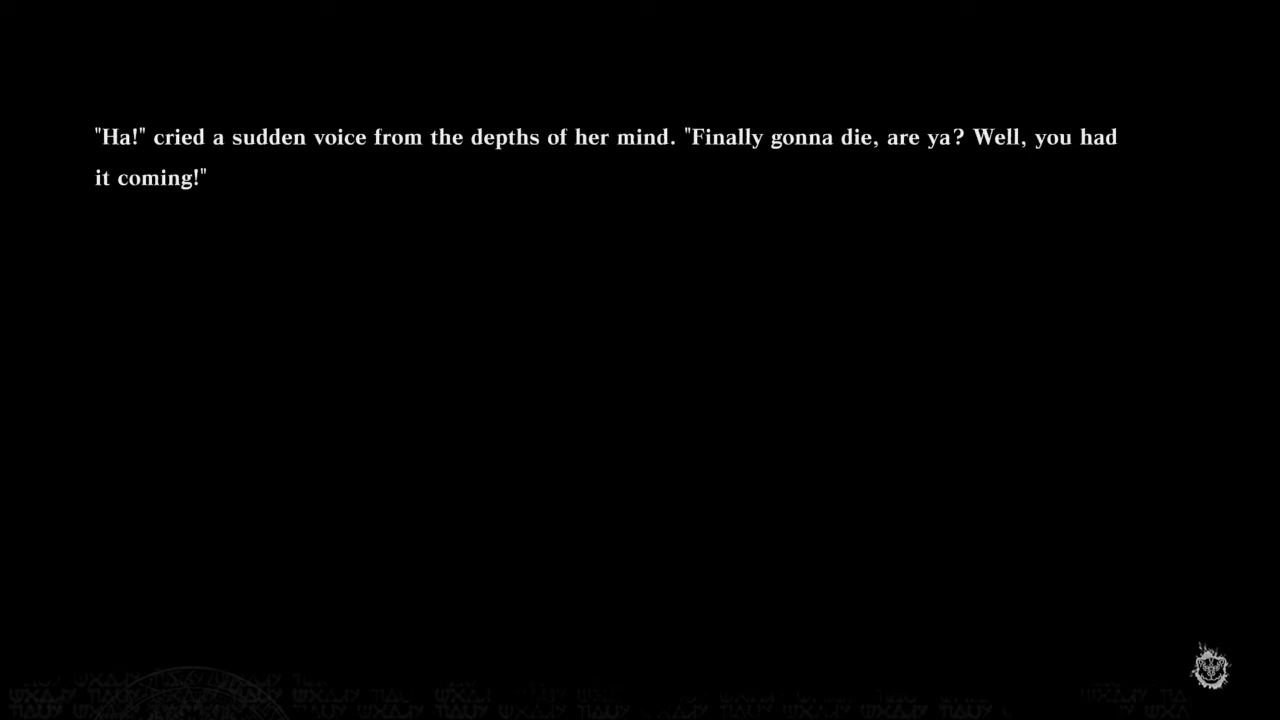 "Ha!" cried a sudden voice from the depths of her mind. "Finally gonna die, are ya? Well, you had
it coming!"